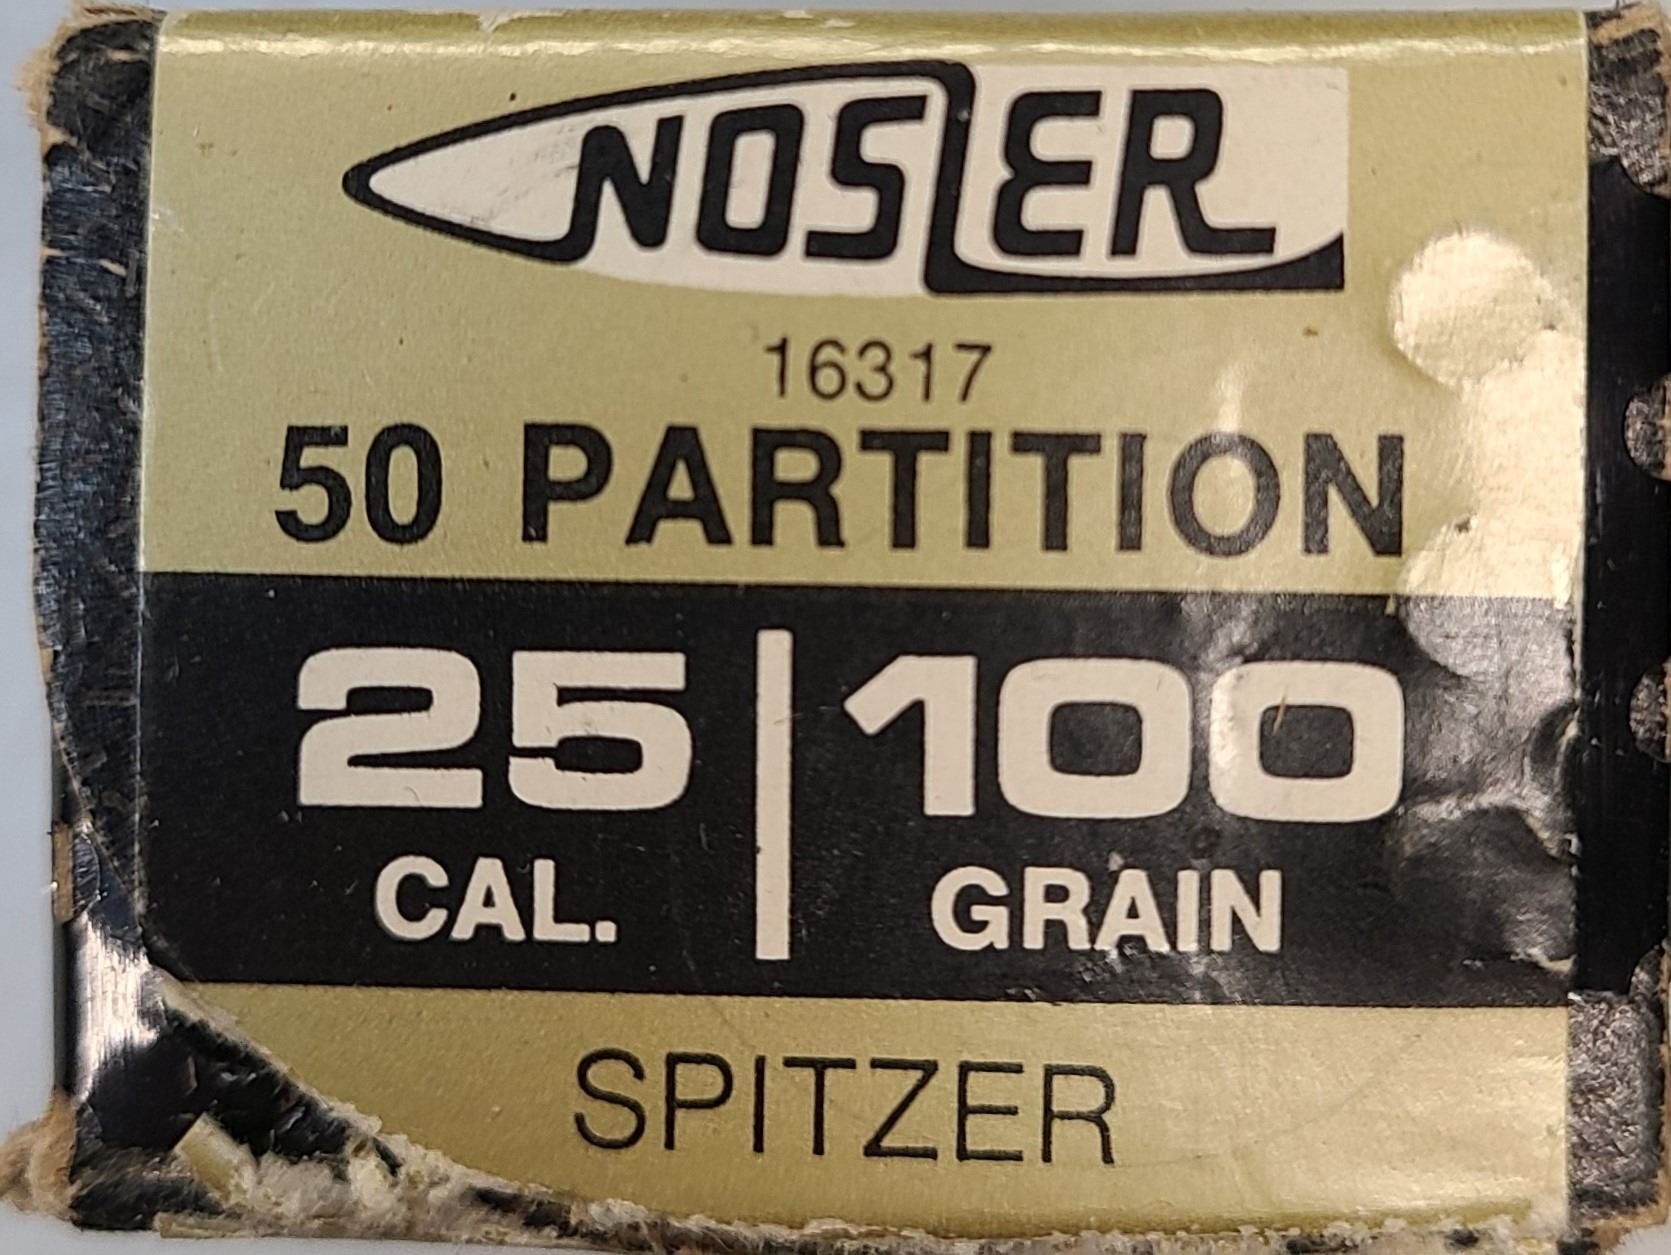 NOSLER
16317
50 PARTITION
25 | 100
CAL. GRAIN
SPITZER